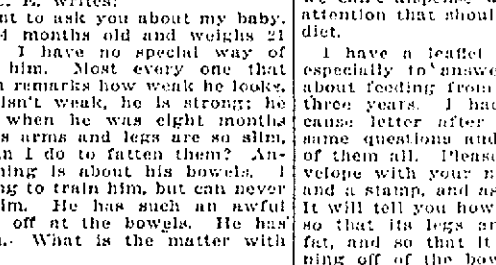 E. writes:
nt to ask you about my baby.
4 months old and weighs 21
I have no special way of
him. Most every one that
remarks how weak he looks.
isn't weak, he is strong; he
when he was eight months
s arms and legs are so slim.
n I do to fatten them? An-
ning is about his bowels. I
ng to train him, but can never
im. He has such an awful
off at the bowels. He has
What is the matter with
attention that shoul
diet.
I have a leaflet
especially to answe
about feeding from
three years. I had
cause letter after
same questions and
of them all. Please
velope with your n
and a stamp, and as
It will tell you how
so that its legs ar
fat, and so that it
ning off of the bow